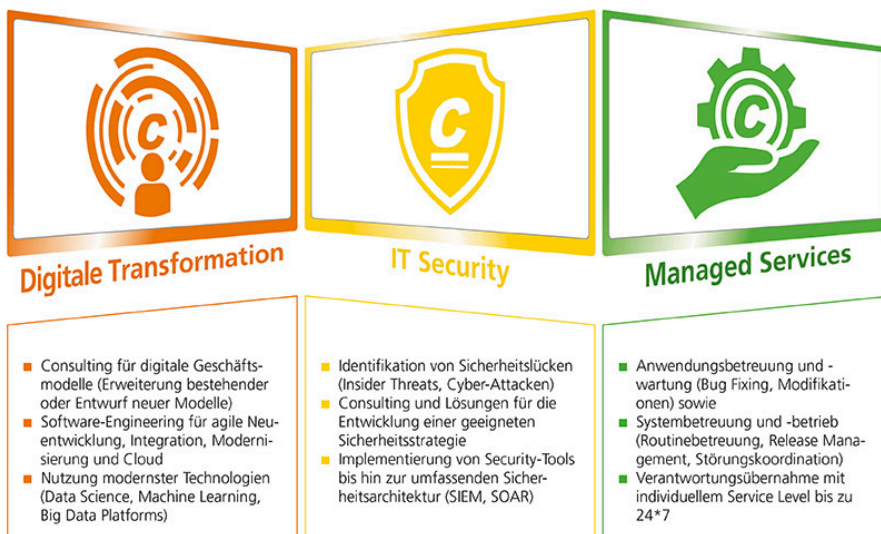 C
C
C
Digitale Transformation
IT Security
Managed Services
Consulting für digitale Geschäfts-
modelle (Erweiterung bestehender
oder Entwurf neuer Modelle)
Software-Engineering für agile Neu-
entwicklung, Integration, Moderni-
sierung und Cloud
Nutzung modernster Technologien
(Data Science, Machine Learning,
Big Data Platforms)
Identifikation von Sicherheitslücken
(Insider Threats, Cyber-Attacken)
Consulting und Lösungen für die
Entwicklung einer geeigneten
Sicherheitsstrategie
Implementierung von Security-Tools
bis hin zur umfassenden Sicher-
heitsarchitektur (SIEM, SOAR)
Anwendungsbetreuung und -
wartung (Bug Fixing, Modifikati-
onen) sowie
Systembetreuung und -betrieb
(Routinebetreuung, Release Mana-
gement, Störungskoordination)
Verantwortungsübernahme mit
individuellem Service Level bis zu
24*7